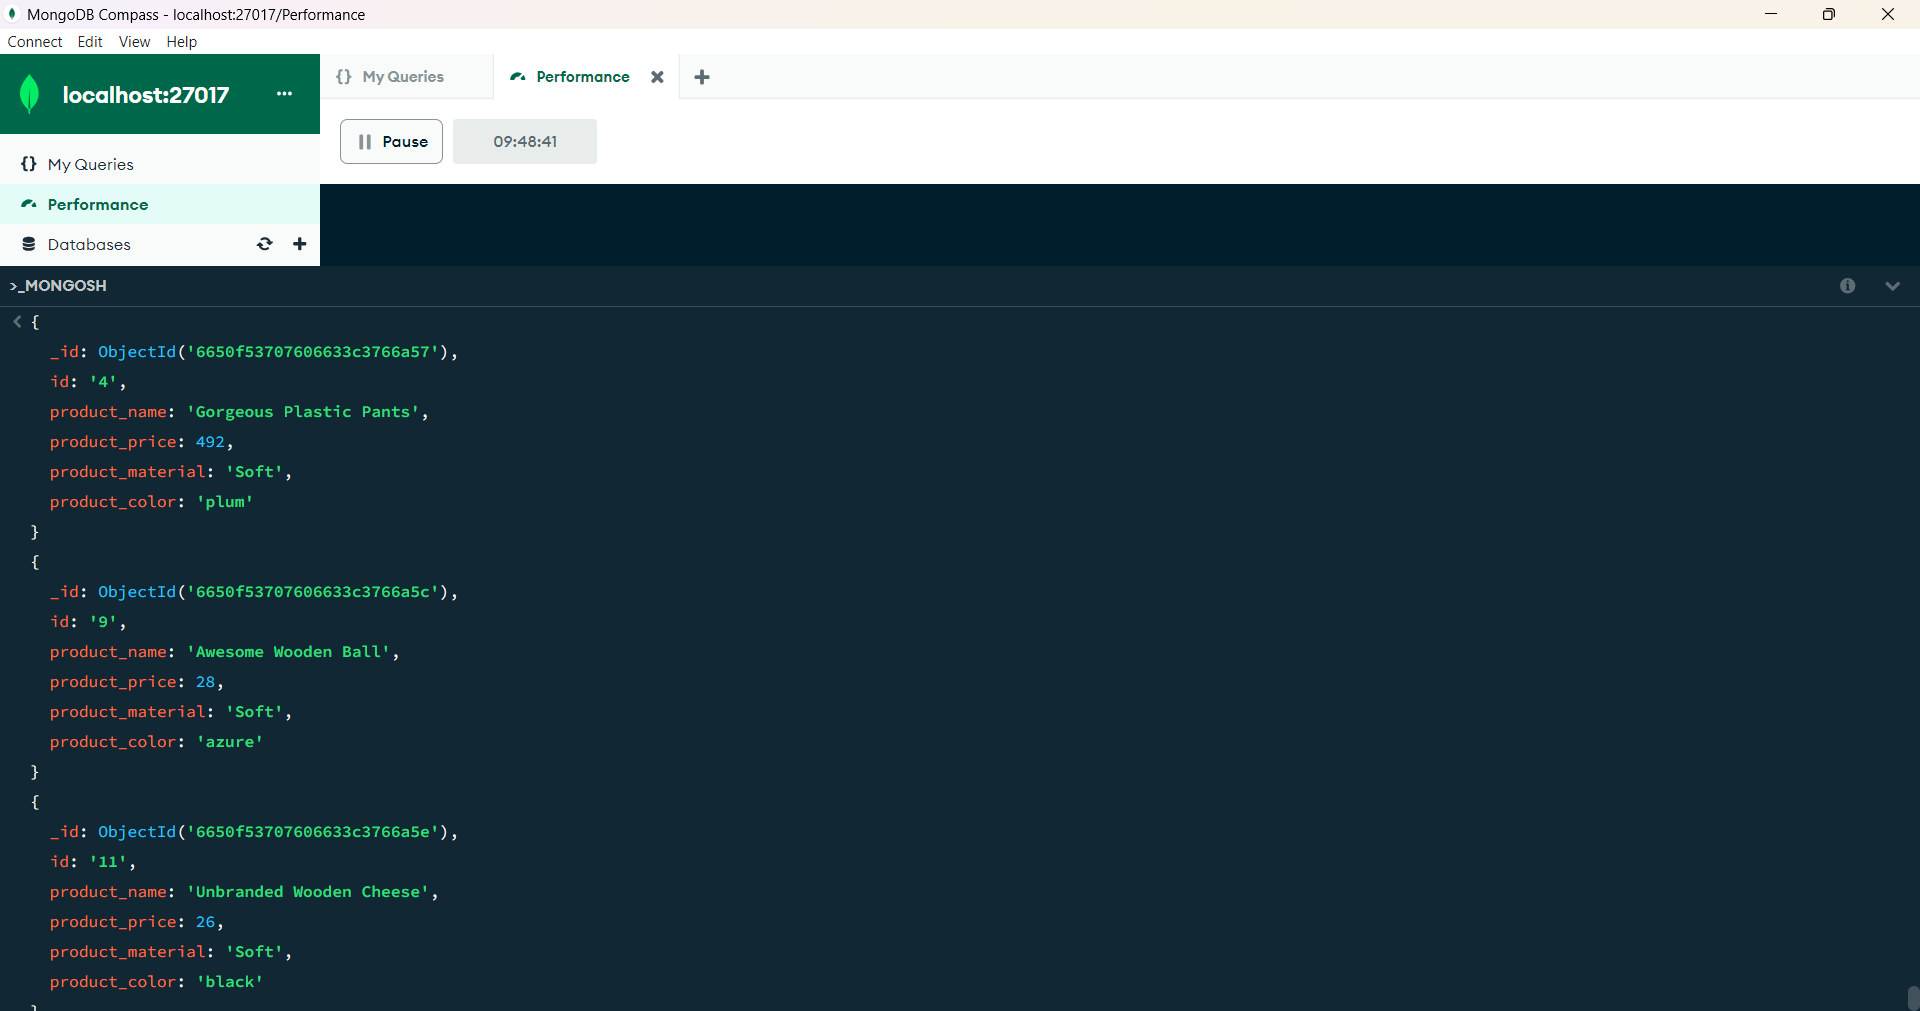 MongoDB Compass - localhost:27017/Performance
Connect Edit View Help
localhost:27017 ...
{} My Queries
Performance
Pause 09:48:41
{} My Queries
Performance
Databases
>_MONGOSH
{
_id: ObjectId('6650f53707606633c3766a57'),
id: '4',
product_name: 'Gorgeous Plastic Pants',
product_price: 492,
product_material: 'Soft',
product_color: 'plum'
}
{
_id: ObjectId('6650f53707606633c3766a5c'),
id: '9',
product_name: 'Awesome Wooden Ball',
product_price: 28,
product_material: 'Soft',
product_color: 'azure'
}
{
_id: ObjectId('6650f53707606633c3766a5e'),
id: '11',
product_name: 'Unbranded Wooden Cheese',
product_price: 26,
product_material: 'Soft',
product_color: 'black'
}